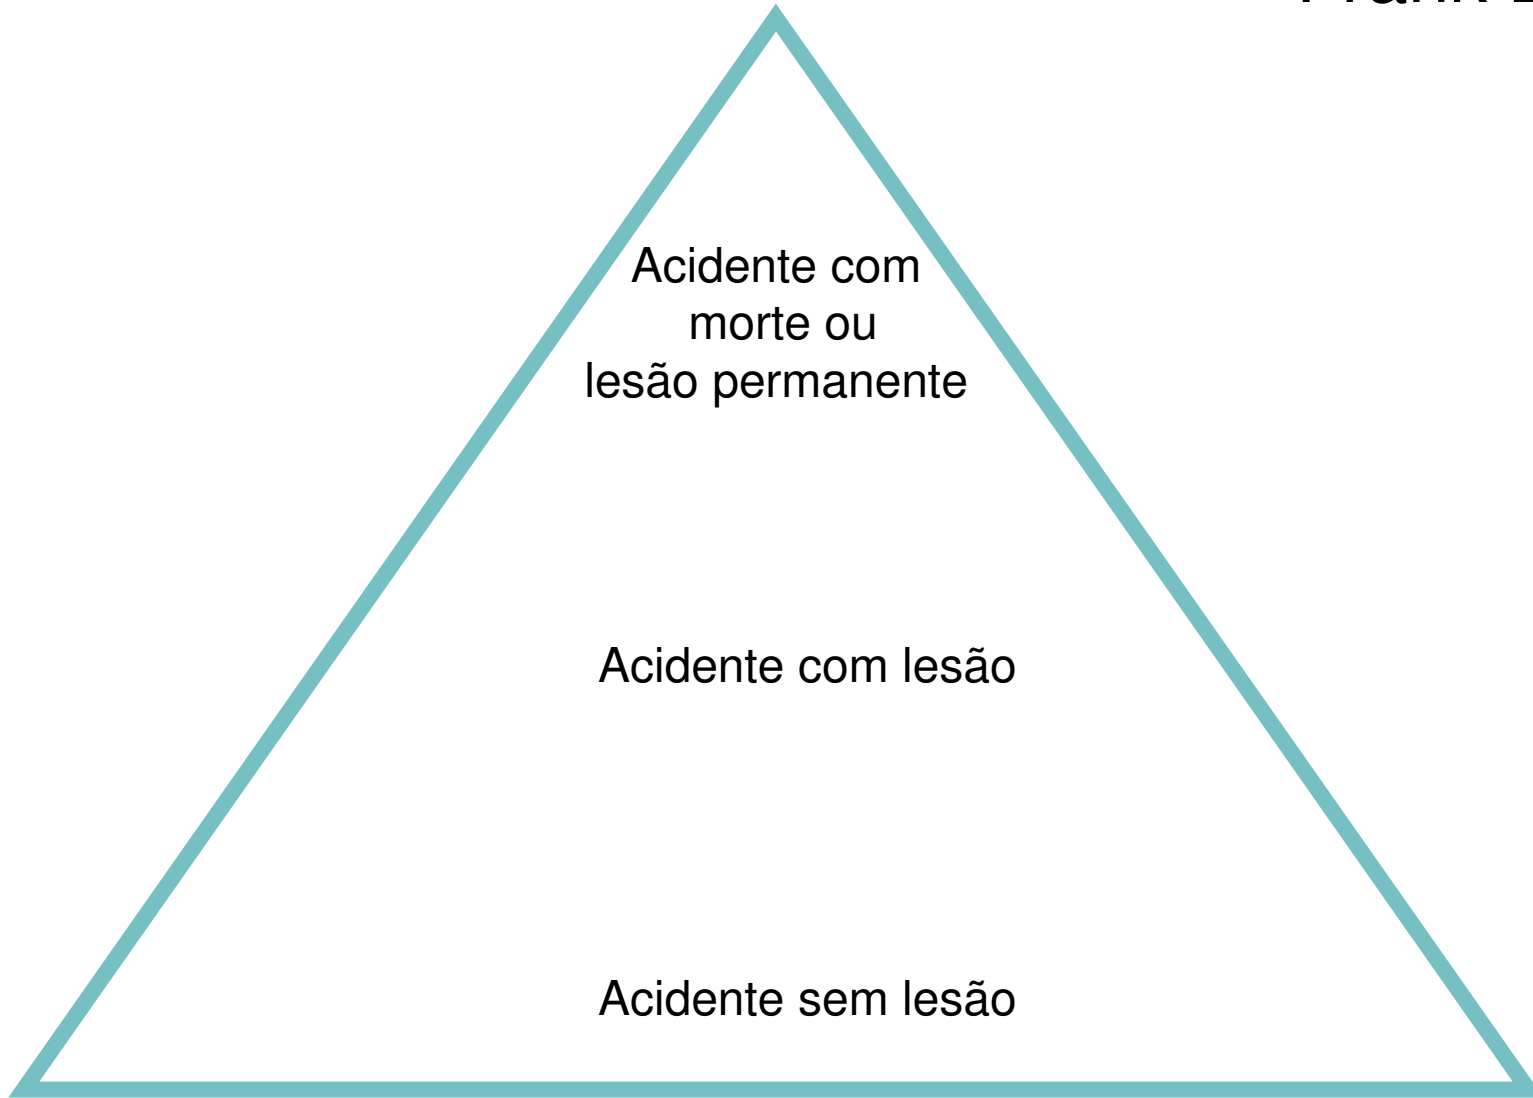 Acidente com
morte ou
lesão permanente
Acidente com lesão
Acidente sem lesão